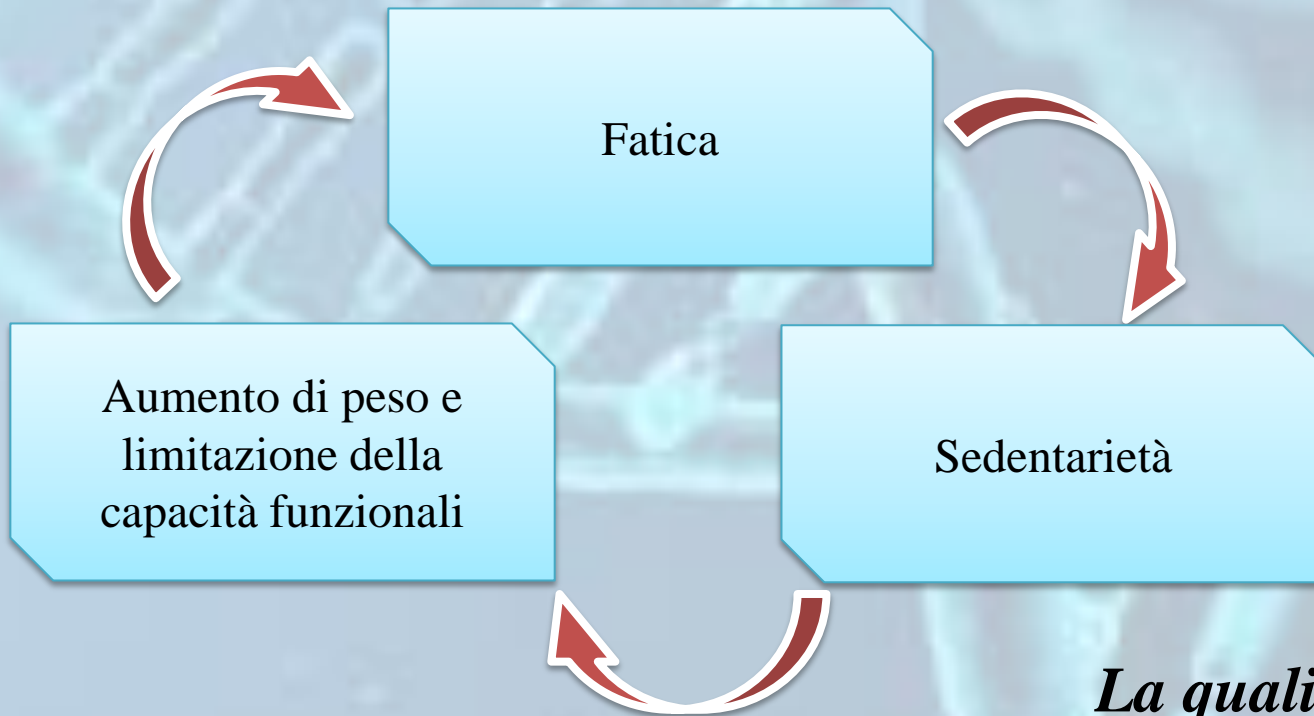 Fatica
Aumento di peso e
limitazione della
capacità funzionali
Sedentarietà
La quali